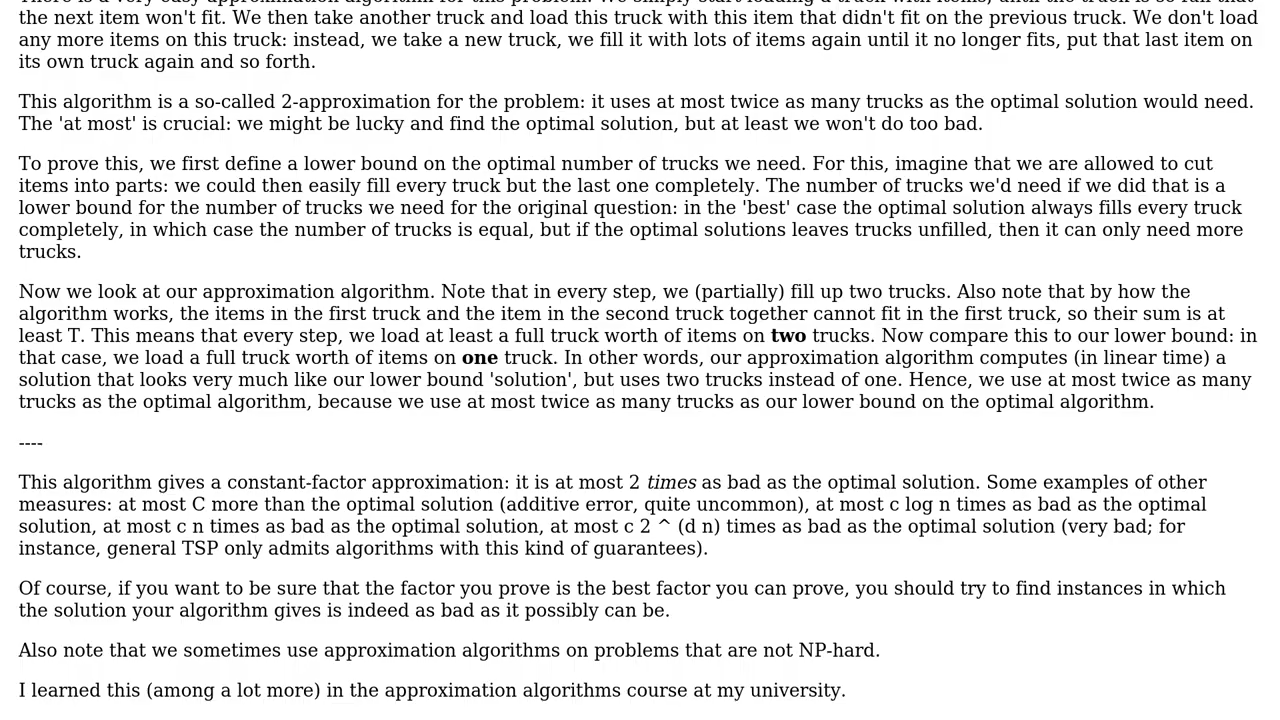 the next item won't fit. We then take another truck and load this truck with this item that didn't fit on the previous truck. We don't load
any more items on this truck: instead, we take a new truck, we fill it with lots of items again until it no longer fits, put that last item on
its own truck again and so forth.
This algorithm is a so-called 2-approximation for the problem: it uses at most twice as many trucks as the optimal solution would need.
The 'at most' is crucial: we might be lucky and find the optimal solution, but at least we won't do too bad.
To prove this, we first define a lower bound on the optimal number of trucks we need. For this, imagine that we are allowed to cut
items into parts: we could then easily fill every truck but the last one completely. The number of trucks we'd need if we did that is a
lower bound for the number of trucks we need for the original question: in the 'best' case the optimal solution always fills every truck
completely, in which case the number of trucks is equal, but if the optimal solutions leaves trucks unfilled, then it can only need more
trucks.
Now we look at our approximation algorithm. Note that in every step, we (partially) fill up two trucks. Also note that by how the
algorithm works, the items in the first truck and the item in the second truck together cannot fit in the first truck, so their sum is at
least T. This means that every step, we load at least a full truck worth of items on two trucks. Now compare this to our lower bound: in
that case, we load a full truck worth of items on one truck. In other words, our approximation algorithm computes (in linear time) a
solution that looks very much like our lower bound 'solution', but uses two trucks instead of one. Hence, we use at most twice as many
trucks as the optimal algorithm, because we use at most twice as many trucks as our lower bound on the optimal algorithm.
----
This algorithm gives a constant-factor approximation: it is at most 2 times as bad as the optimal solution. Some examples of other
measures: at most C more than the optimal solution (additive error, quite uncommon), at most c log n times as bad as the optimal
solution, at most c n times as bad as the optimal solution, at most c 2 ^ (d n) times as bad as the optimal solution (very bad; for
instance, general TSP only admits algorithms with this kind of guarantees).
Of course, if you want to be sure that the factor you prove is the best factor you can prove, you should try to find instances in which
the solution your algorithm gives is indeed as bad as it possibly can be.
Also note that we sometimes use approximation algorithms on problems that are not NP-hard.
I learned this (among a lot more) in the approximation algorithms course at my university.